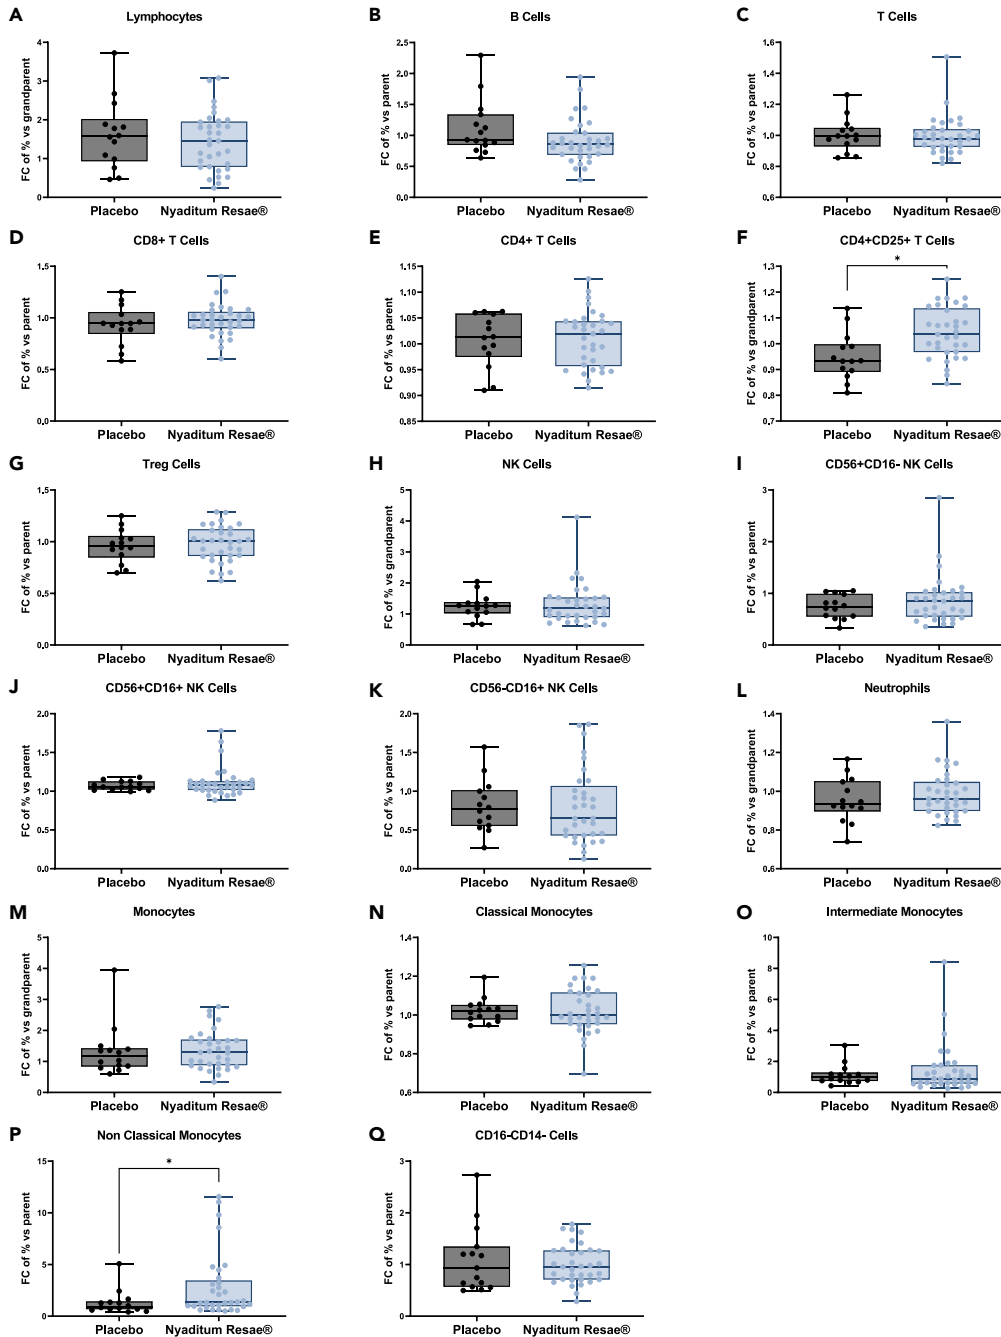 A
Lymphocytes
FC of % vs grandparent
4
3
2
1
0
Placebo
Nyaditum Resae®
B
B Cells
FC of % vs parent
2.5
2.0
1.5
1.0
0.5
0.0
Placebo
Nyaditum Resae®
C
T Cells
FC of % vs parent
1.6
1.4
1.2
1.0
0.8
0.6
Placebo
Nyaditum Resae®
D
CD8+ T Cells
FC of % vs parent
1.5
1.0
0.5
0.0
Placebo
Nyaditum Resae®
E
CD4+ T Cells
FC of % vs parent
1.15
1.10
1.05
1.00
0.95
0.90
0.85
Placebo
Nyaditum Resae®
F
CD4+CD25+ T Cells
FC of % vs grandparent
1.3
1.2
1.1
1.0
0.9
0.8
0.7
*
Placebo
Nyaditum Resae®
G
Treg Cells
FC of % vs parent
1.5
1.0
0.5
0.0
Placebo
Nyaditum Resae®
H
NK Cells
FC of % vs grandparent
5
4
3
2
1
0
Placebo
Nyaditum Resae®
I
CD56+CD16- NK Cells
FC of % vs parent
3
2
1
0
Placebo
Nyaditum Resae®
J
CD56+CD16+ NK Cells
FC of % vs parent
2.0
1.5
1.0
0.5
0.0
Placebo
Nyaditum Resae®
K
CD56-CD16+ NK Cells
FC of % vs parent
2.0
1.5
1.0
0.5
0.0
Placebo
Nyaditum Resae®
L
Neutrophils
FC of % vs grandparent
1.4
1.2
1.0
0.8
0.6
Placebo
Nyaditum Resae®
M
Monocytes
FC of % vs grandparent
5
4
3
2
1
0
Placebo
Nyaditum Resae®
N
Classical Monocytes
FC of % vs parent
1.4
1.2
1.0
0.8
0.6
Placebo
Nyaditum Resae®
O
Intermediate Monocytes
FC of % vs parent
10
8
6
4
2
0
Placebo
Nyaditum Resae®
P
Non Classical Monocytes
FC of % vs parent
15
10
5
0
*
Placebo
Nyaditum Resae®
Q
CD16-CD14- Cells
FC of % vs parent
3
2
1
0
Placebo
Nyaditum Resae®